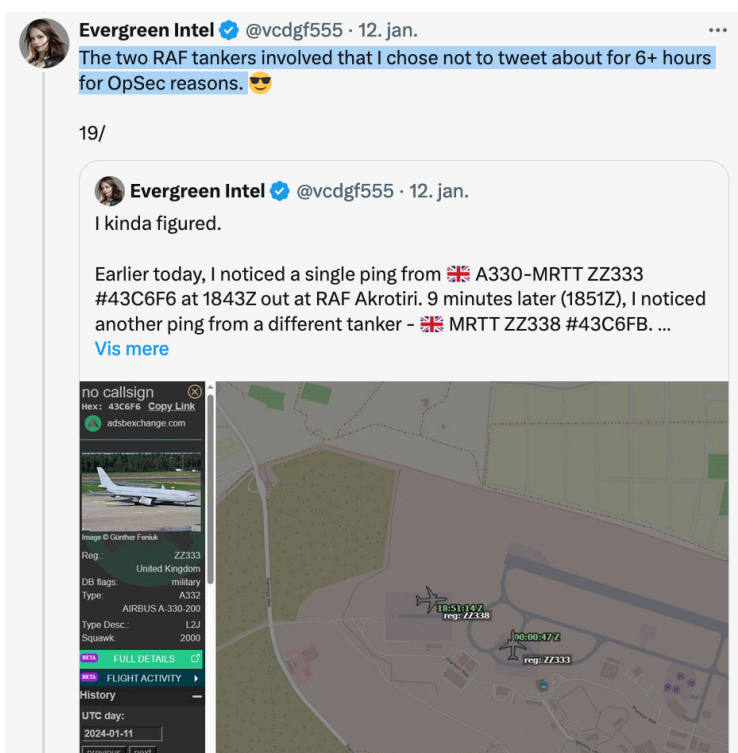 Evergreen Intel @vcdgf555 · 12. jan.
The two RAF tankers involved that I chose not to tweet about for 6+ hours
for OpSec reasons. 😎
19/
Evergreen Intel @vcdgf555 · 12. jan.
I kinda figured.
Earlier today, I noticed a single ping from 🇬🇧 A330-MRTT ZZ333
#43C6F6 at 1843Z out at RAF Akrotiri. 9 minutes later (1851Z), I noticed
another ping from a different tanker - 🇬🇧 MRTT ZZ338 #43C6FB. ...
Vis mere
no callsign
Hex: 43C6F6 Copy Link
adsbexchange.com
Image © Günther Feniuk
Reg.: ZZ333
United Kingdom
DB flags: military
Type: A332
AIRBUS A-330-200
Type Desc.: L2J
Squawk: 2000
BETA FULL DETAILS
BETA FLIGHT ACTIVITY
History
UTC day:
2024-01-11
previous next
18:51:14 Z
reg: ZZ338
00:00:47 Z
reg: ZZ333